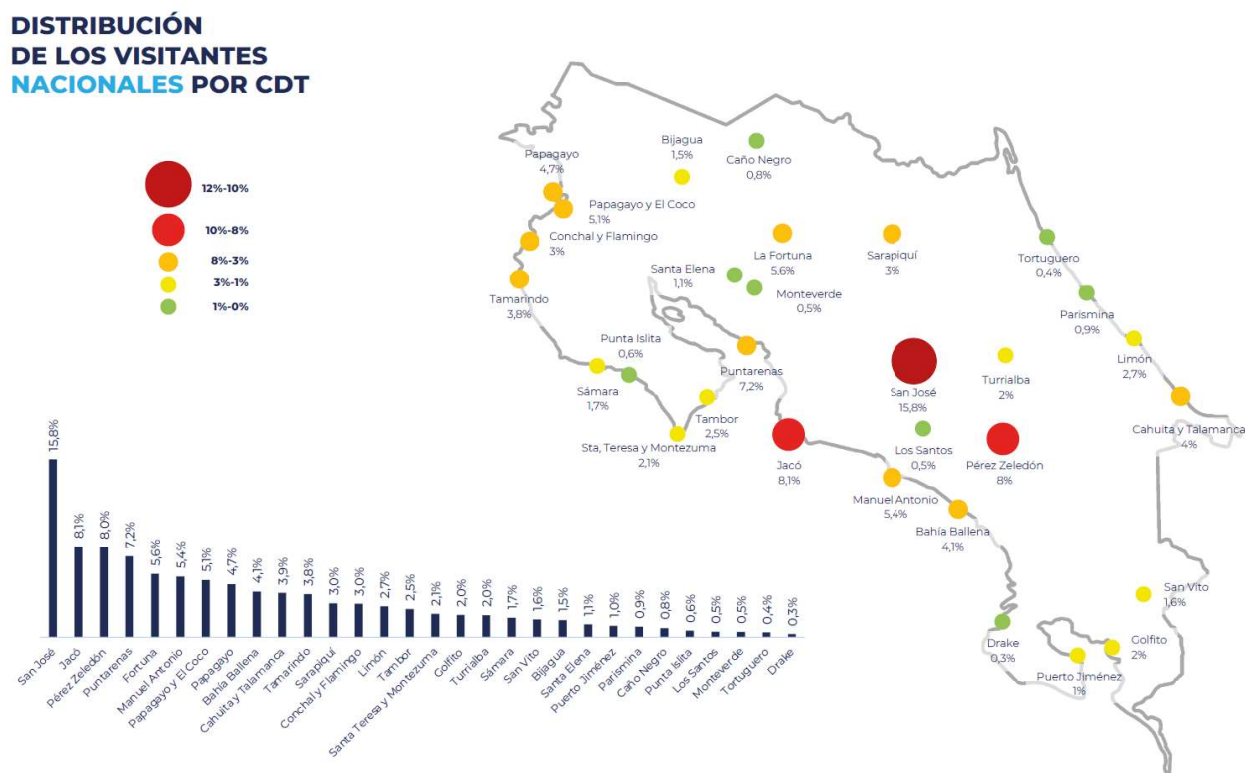 DISTRIBUCIÓN
DE LOS VISITANTES
NACIONALES POR CDT
12%-10%
10%-8%
8%-3%
3%-1%
1%-0%
Papagayo
4,7%
Bijagua
1,5%
Caño Negro
0,8%
Papagayo y El Coco
5,1%
Conchal y Flamingo
3%
La Fortuna
5,6%
Sarapiquí
3%
Tortuguero
0,4%
Santa Elena
1,1%
Monteverde
0,5%
Tamarindo
3,8%
Parismina
0,9%
Punta Islita
0,6%
Limón
2,7%
Puntarenas
7,2%
Turrialba
2%
San José
15,8%
Sámara
1,7%
Tambor
2,5%
Cahuita y Talamanca
4%
Sta, Teresa y Montezuma
2,1%
Los Santos
0,5%
Jacó
8,1%
Pérez Zeledón
8%
Manuel Antonio
5,4%
Bahía Ballena
4,1%
San Vito
1,6%
Drake
0,3%
Golfito
2%
Puerto Jiménez
1%
15,8%
8,1%
8,0%
7,2%
5,6%
5,4%
5,1%
4,7%
4,1%
3,9%
3,8%
3,0%
3,0%
2,7%
2,5%
2,1%
2,0%
2,0%
1,7%
1,6%
1,5%
1,1%
1,0%
0,9%
0,8%
0,6%
0,5%
0,5%
0,4%
0,3%
San José
Jacó
Pérez Zeledón
Puntarenas
Fortuna
Manuel Antonio
Papagayo y El Coco
Papagayo
Bahía Ballena
Cahuita y Talamanca
Tamarindo
Sarapiquí
Conchal y Flamingo
Limón
Tambor
Santa Teresa y Montezuma
Golfito
Turrialba
Sámara
San Vito
Bijagua
Santa Elena
Puerto Jiménez
Parismina
Caño Negro
Punta Islita
Los Santos
Monteverde
Tortuguero
Drake